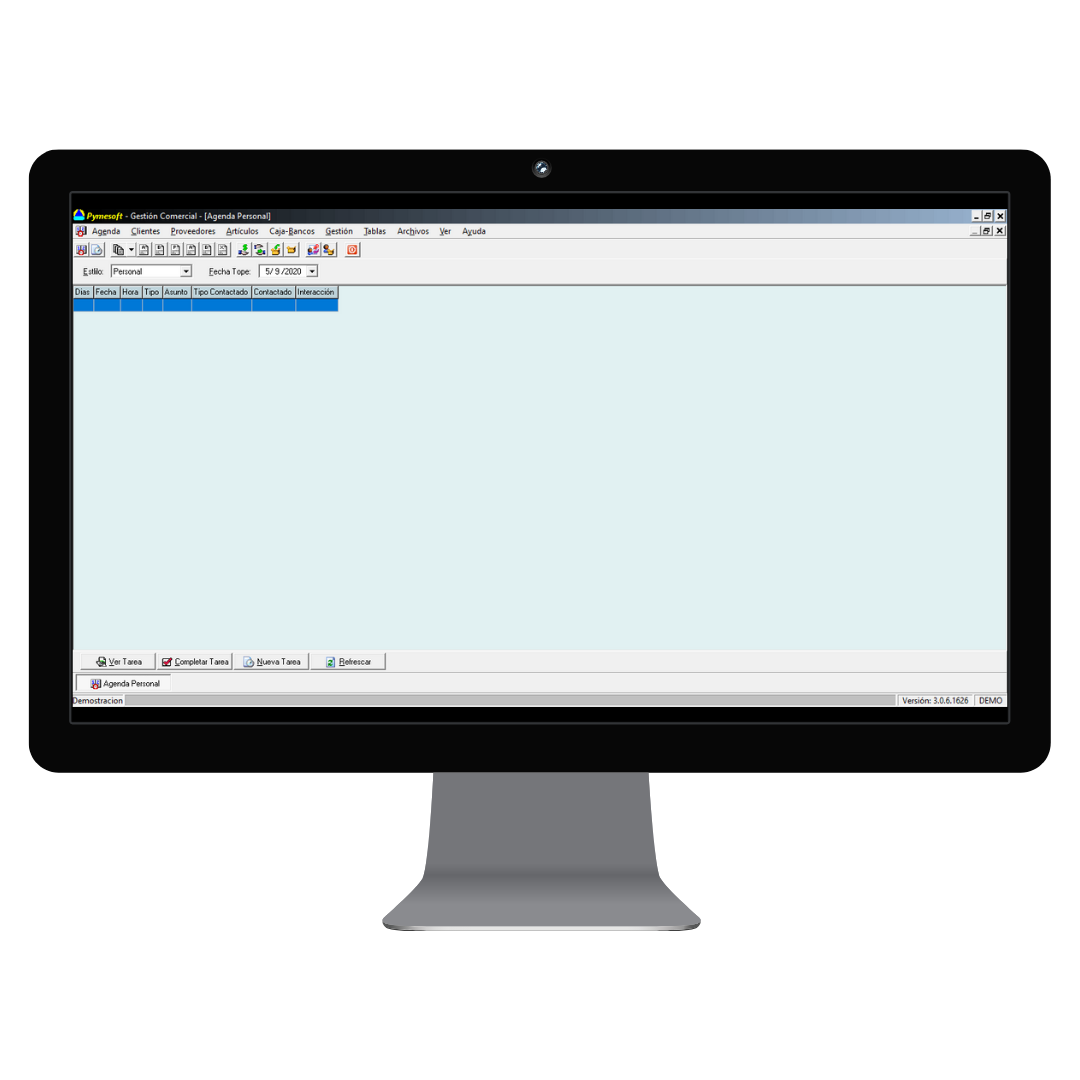 Pymesoft - Gestión Comercial - [Agenda Personal]
Agenda Clientes Proveedores Artículos Caja-Bancos Gestión Tablas Archivos Ver Ayuda
Estilo: Personal Fecha Tope: 5/ 9 /2020
Dias Fecha Hora Tipo Asunto Tipo Contactado Contactado Interacción
Ver Tarea Completar Tarea Nueva Tarea Refrescar
Agenda Personal
Demostracion Versión: 3.0.6.1626 DEMO